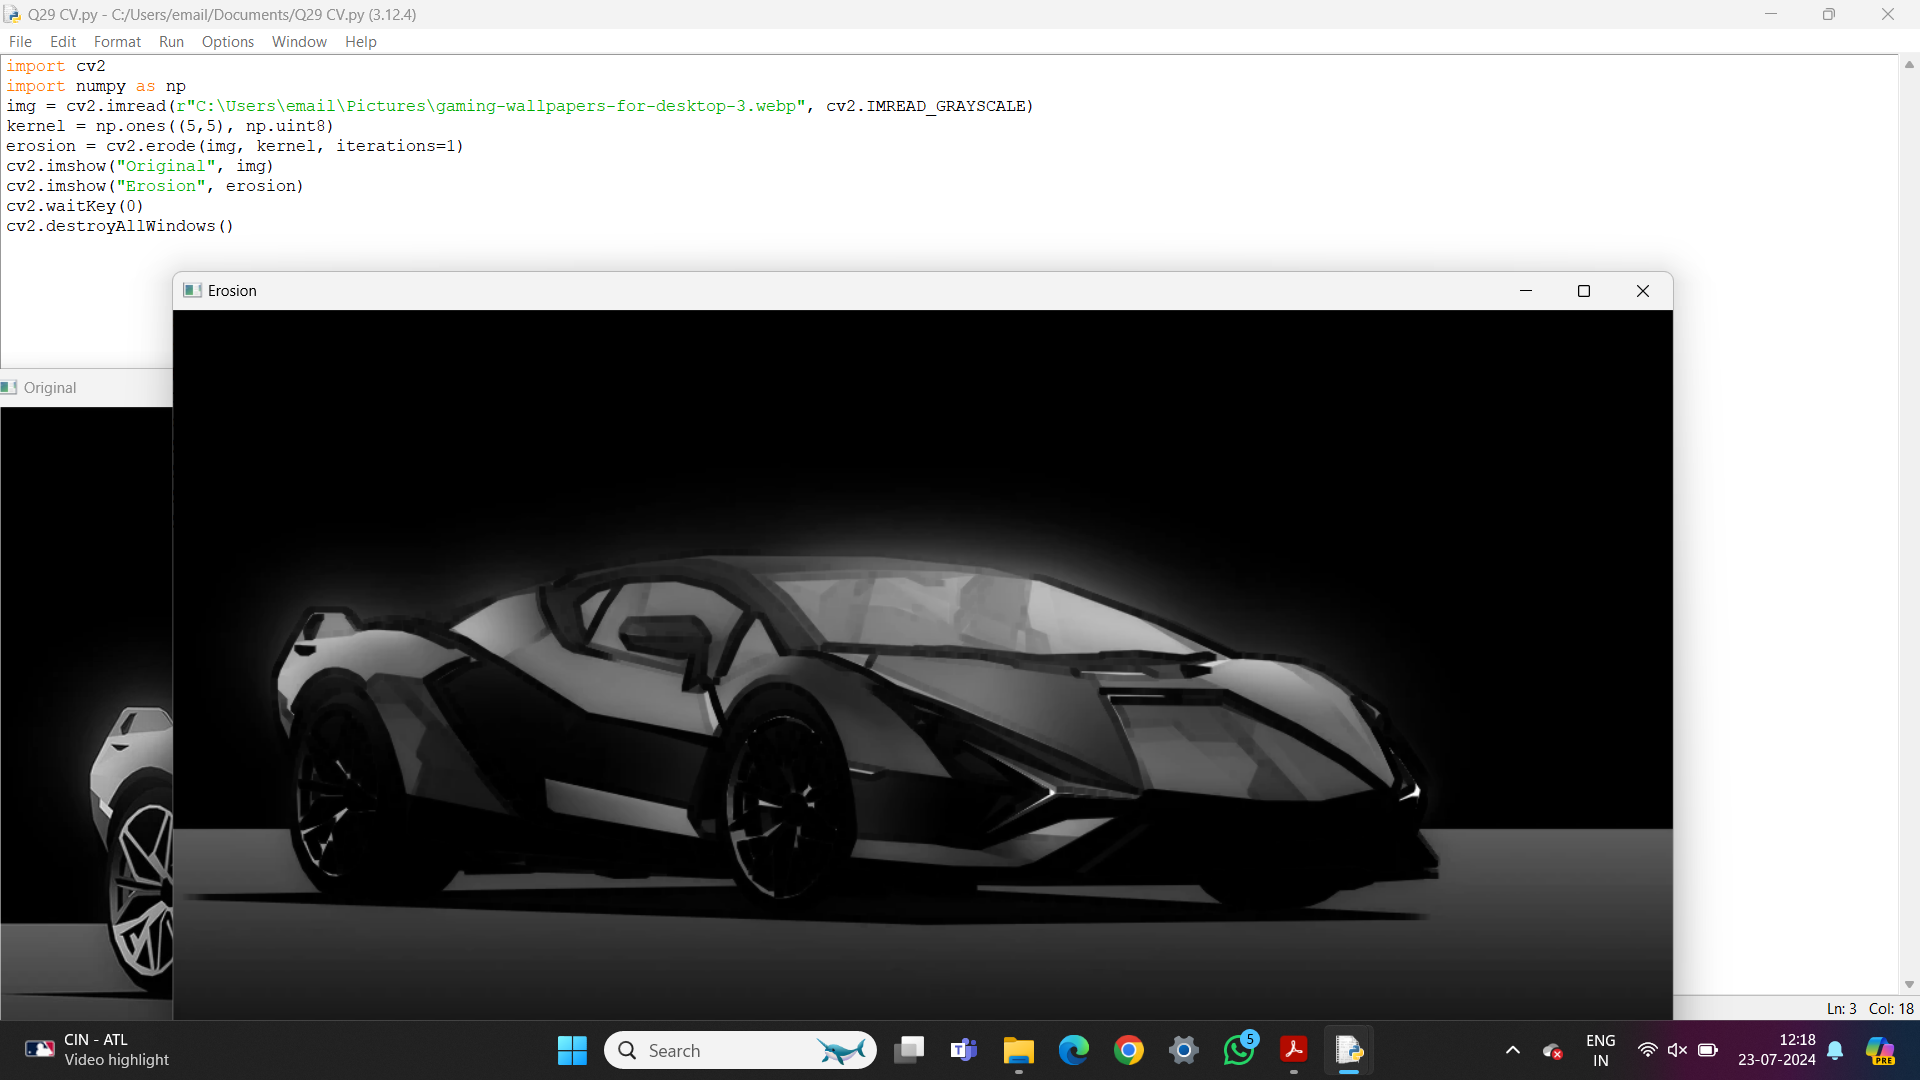 Q29 CV.py - C:/Users/email/Documents/Q29 CV.py (3.12.4)
File Edit Format Run Options Window Help
import cv2
import numpy as np
img = cv2.imread(r"C:\Users\email\Pictures\gaming-wallpapers-for-desktop-3.webp", cv2.IMREAD_GRAYSCALE)
kernel = np.ones((5,5), np.uint8)
erosion = cv2.erode(img, kernel, iterations=1)
cv2.imshow("Original", img)
cv2.imshow("Erosion", erosion)
cv2.waitKey(0)
cv2.destroyAllWindows()
Erosion
Original
Ln: 3 Col: 18
CIN - ATL
Video highlight
Search
5
ENG
IN
12:18
23-07-2024
PRE